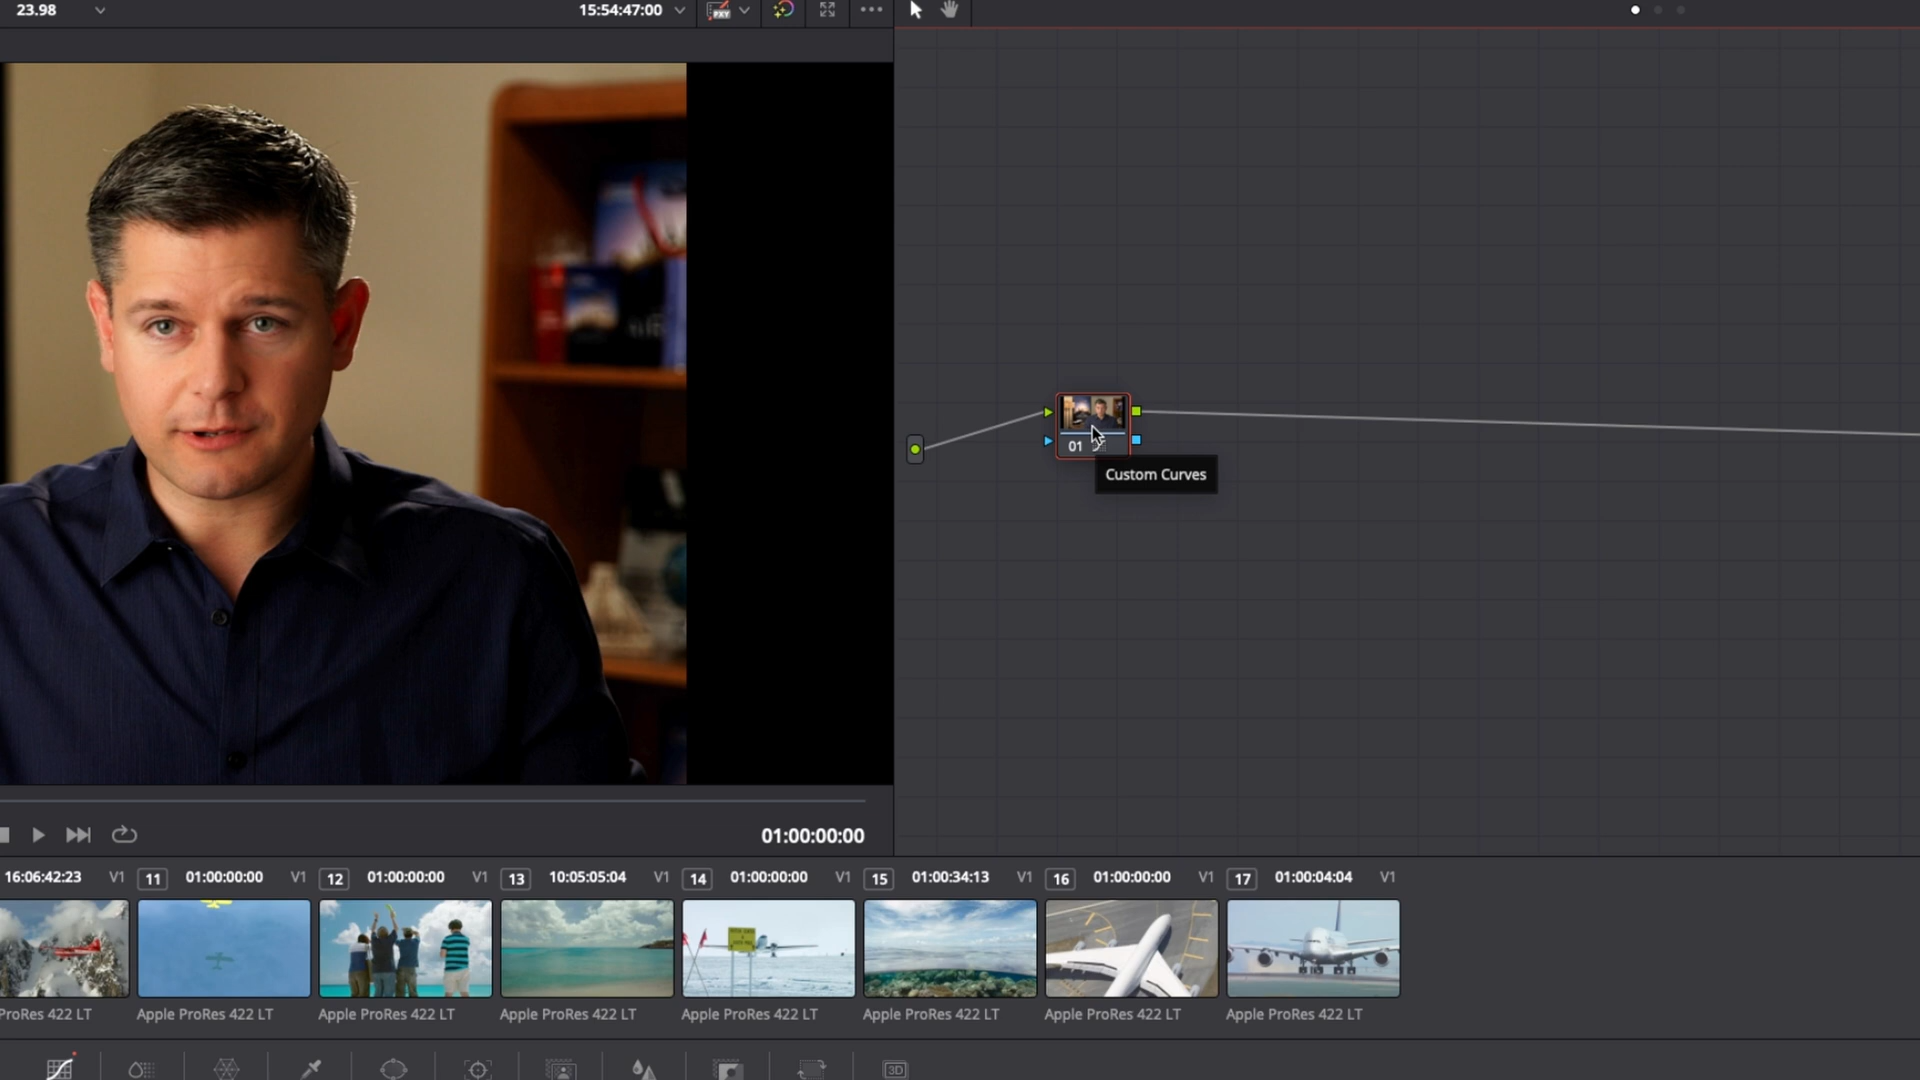 23.98
15:54:47:00
PXY
01
Custom Curves
01:00:00:00
16:06:42:23 V1 11 01:00:00:00 V1 12 01:00:00:00 V1 13 10:05:05:04 V1 14 01:00:00:00 V1 15 01:00:34:13 V1 16 01:00:00:00 V1 17 01:00:04:04 V1
ProRes 422 LT Apple ProRes 422 LT Apple ProRes 422 LT Apple ProRes 422 LT Apple ProRes 422 LT Apple ProRes 422 LT Apple ProRes 422 LT Apple ProRes 422 LT
3D